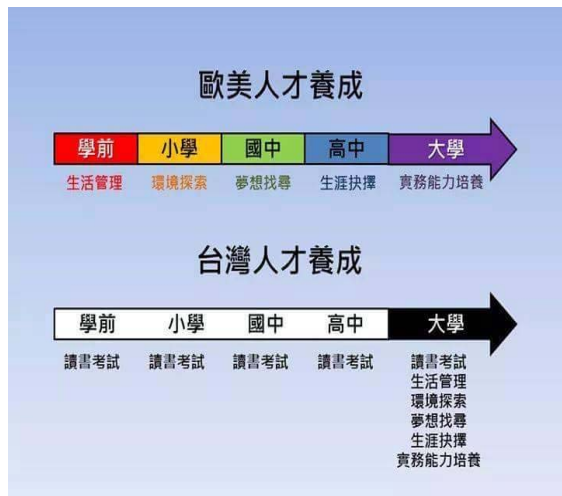 歐美人才養成
學前 小學 國中 高中 大學
生活管理 環境探索 夢想找尋 生涯抉擇 實務能力培養
台灣人才養成
學前 小學 國中 高中 大學
讀書考試 讀書考試 讀書考試 讀書考試 讀書考試
生活管理
環境探索
夢想找尋
生涯抉擇
實務能力培養